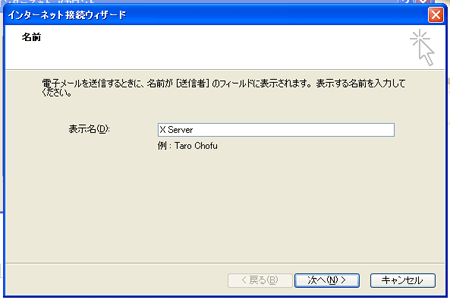 インターネット接続ウィザード
名前
電子メールを送信するときに、名前が [送信者] のフィールドに表示されます。表示する名前を入力して
ください。
表示名(D):
X Server
例 : Taro Chofu
< 戻る(B) 次へ(N) > キャンセル